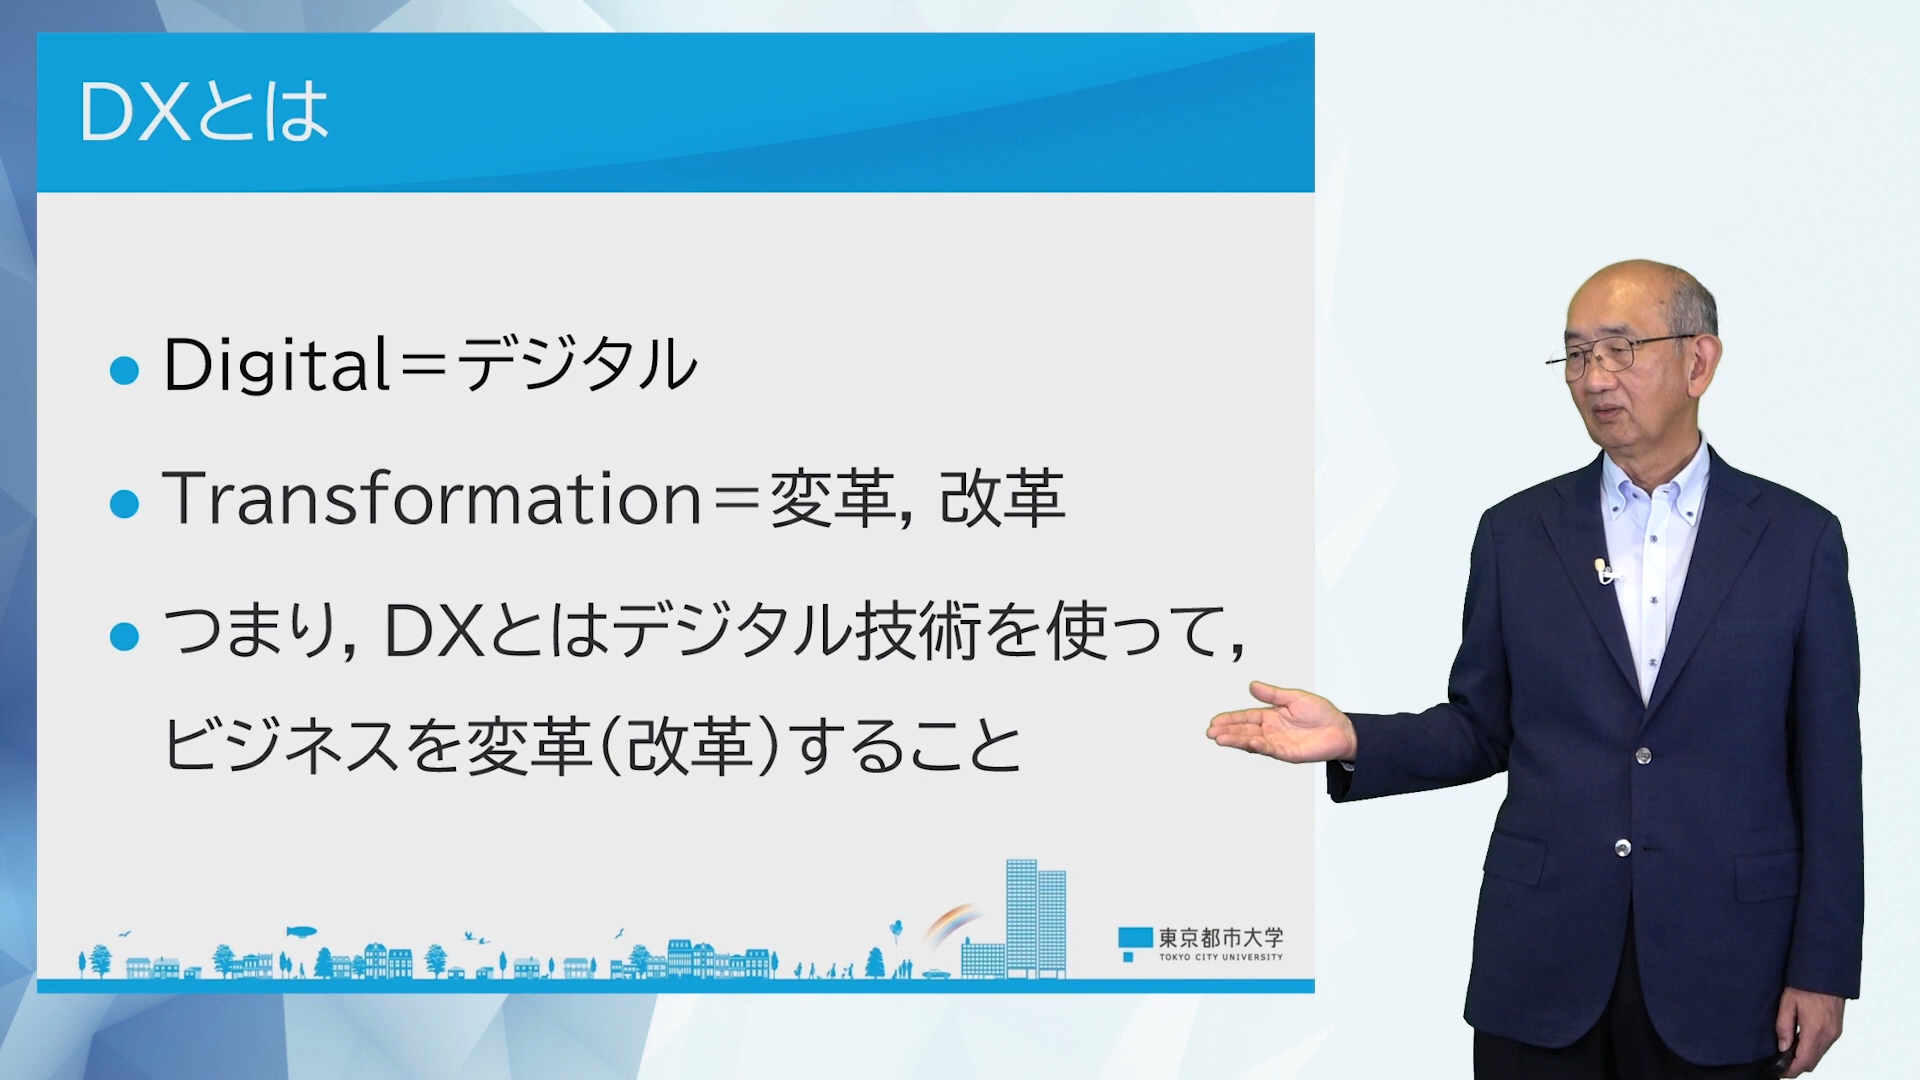 DXとは
Digital＝デジタル
Transformation＝変革，改革
つまり，DXとはデジタル技術を使って，
ビジネスを変革（改革）すること
東京都市大学
TOKYO CITY UNIVERSITY